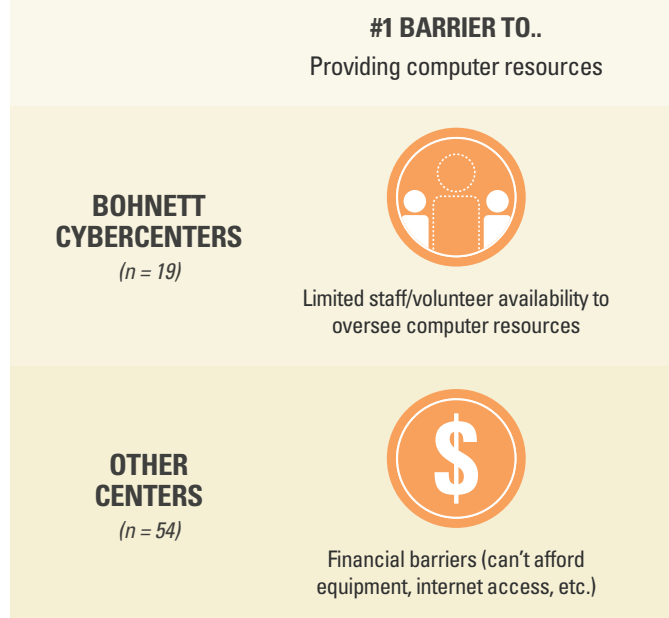 #1 BARRIER TO..
Providing computer resources
BOHNETT
CYBERCENTERS
(n = 19)
Limited staff/volunteer availability to
oversee computer resources
OTHER
CENTERS
(n = 54)
$
Financial barriers (can't afford
equipment, internet access, etc.)